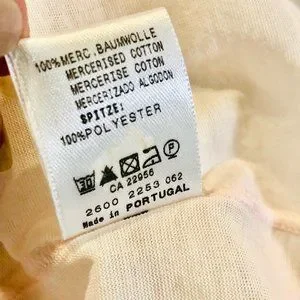 100% MERC. BAUMWOLLE
MERCERISED COTTON
MERCERISE COTON
MERCERIZADO ALGODON
SPITZE:
100% POLYESTER
30 P
CA 22956
2600 2253 062
Made in PORTUGAL